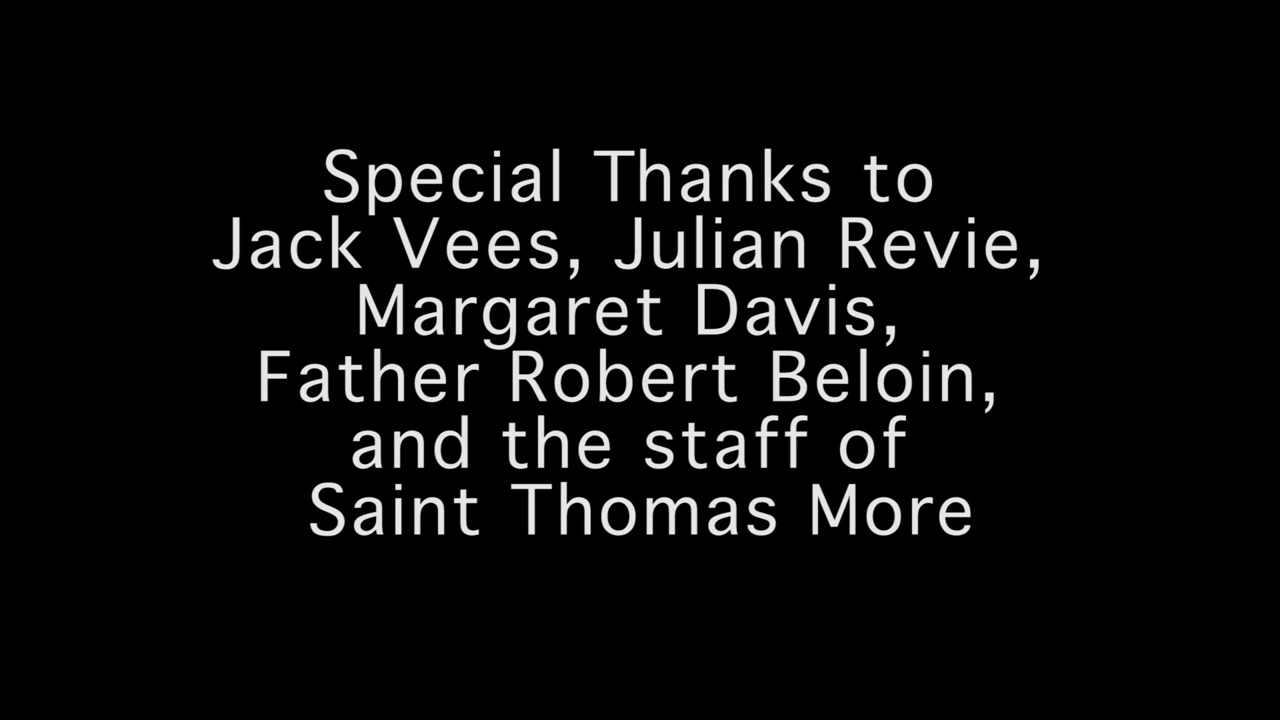 Special Thanks to
Jack Vees, Julian Revie,
Margaret Davis,
Father Robert Beloin,
and the staff of
Saint Thomas More